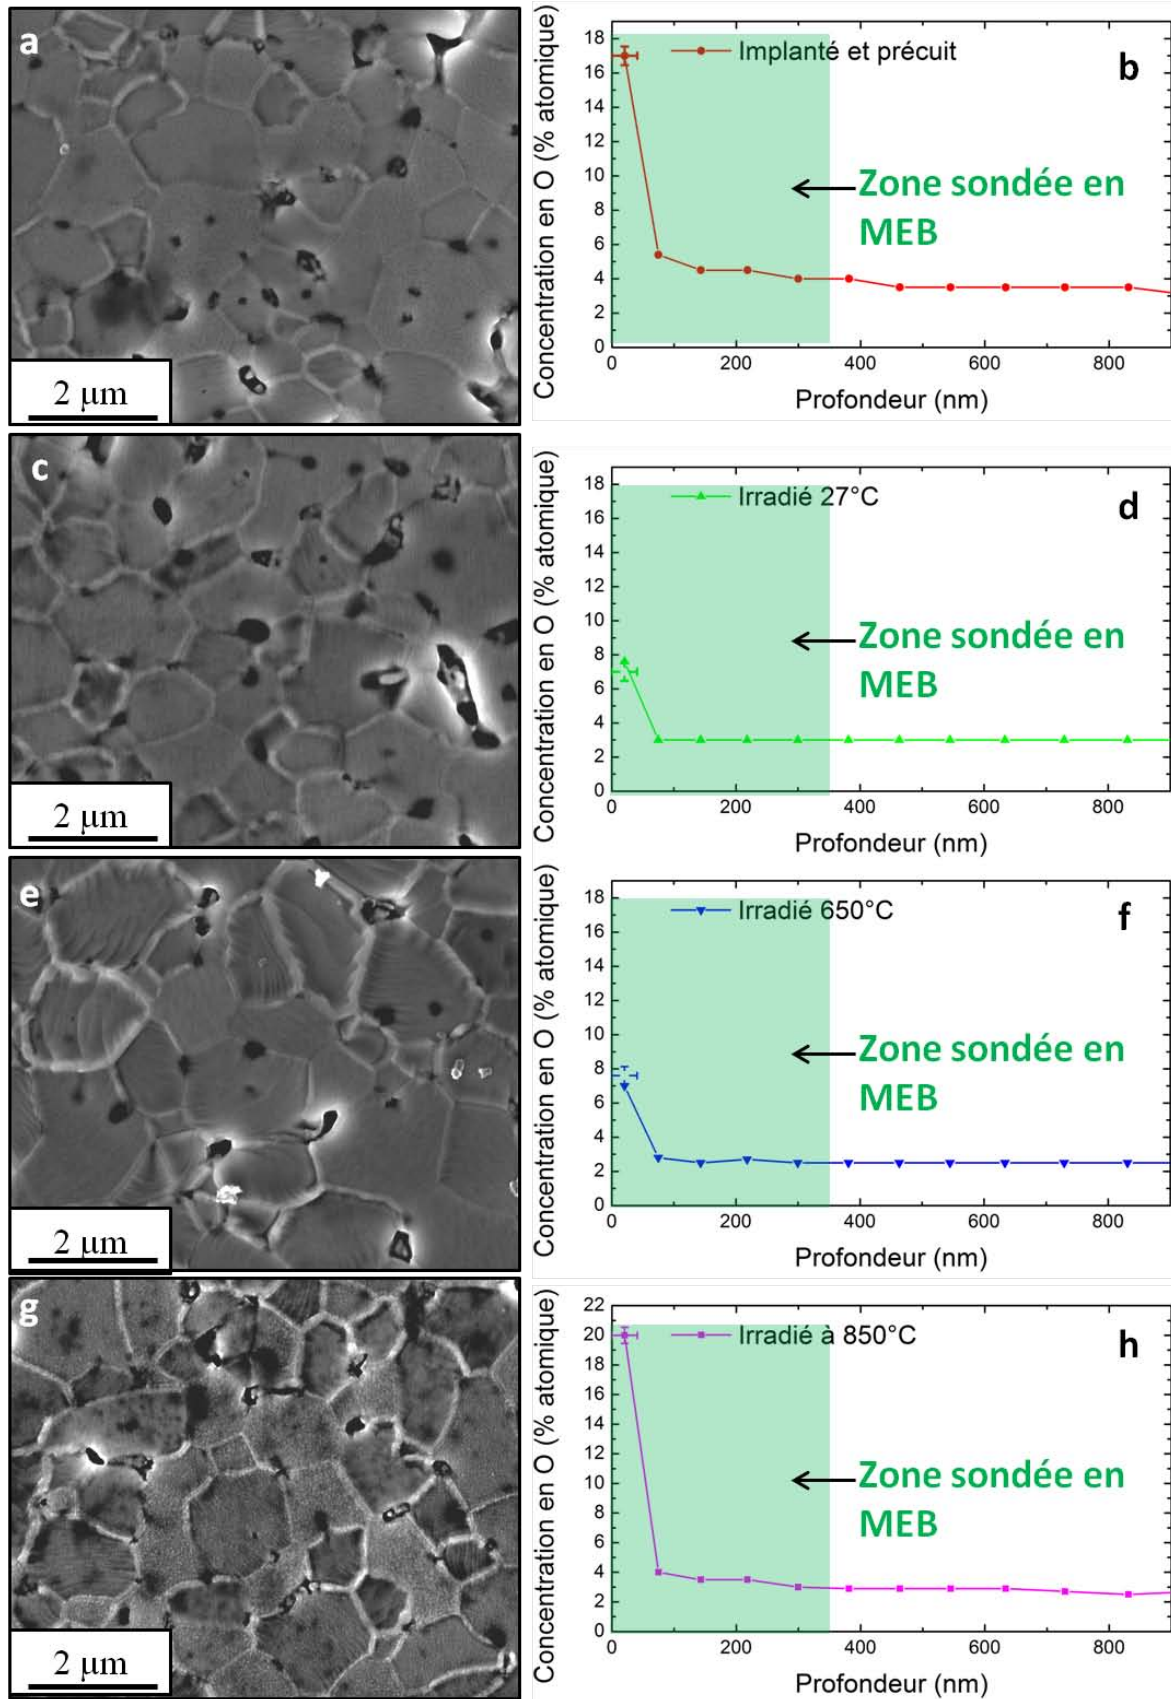 a
2 µm
b
Implanté et précuit
Zone sondée en
MEB
Concentration en O (% atomique)
18
16
14
12
10
8
6
4
2
0
0 200 400 600 800
Profondeur (nm)
c
2 µm
d
Irradié 27°C
Zone sondée en
MEB
Concentration en O (% atomique)
18
16
14
12
10
8
6
4
2
0
0 200 400 600 800
Profondeur (nm)
e
2 µm
f
Irradié 650°C
Zone sondée en
MEB
Concentration en O (% atomique)
18
16
14
12
10
8
6
4
2
0
0 200 400 600 800
Profondeur (nm)
g
2 µm
h
Irradié à 850°C
Zone sondée en
MEB
Concentration en O (% atomique)
22
20
18
16
14
12
10
8
6
4
2
0
0 200 400 600 800
Profondeur (nm)